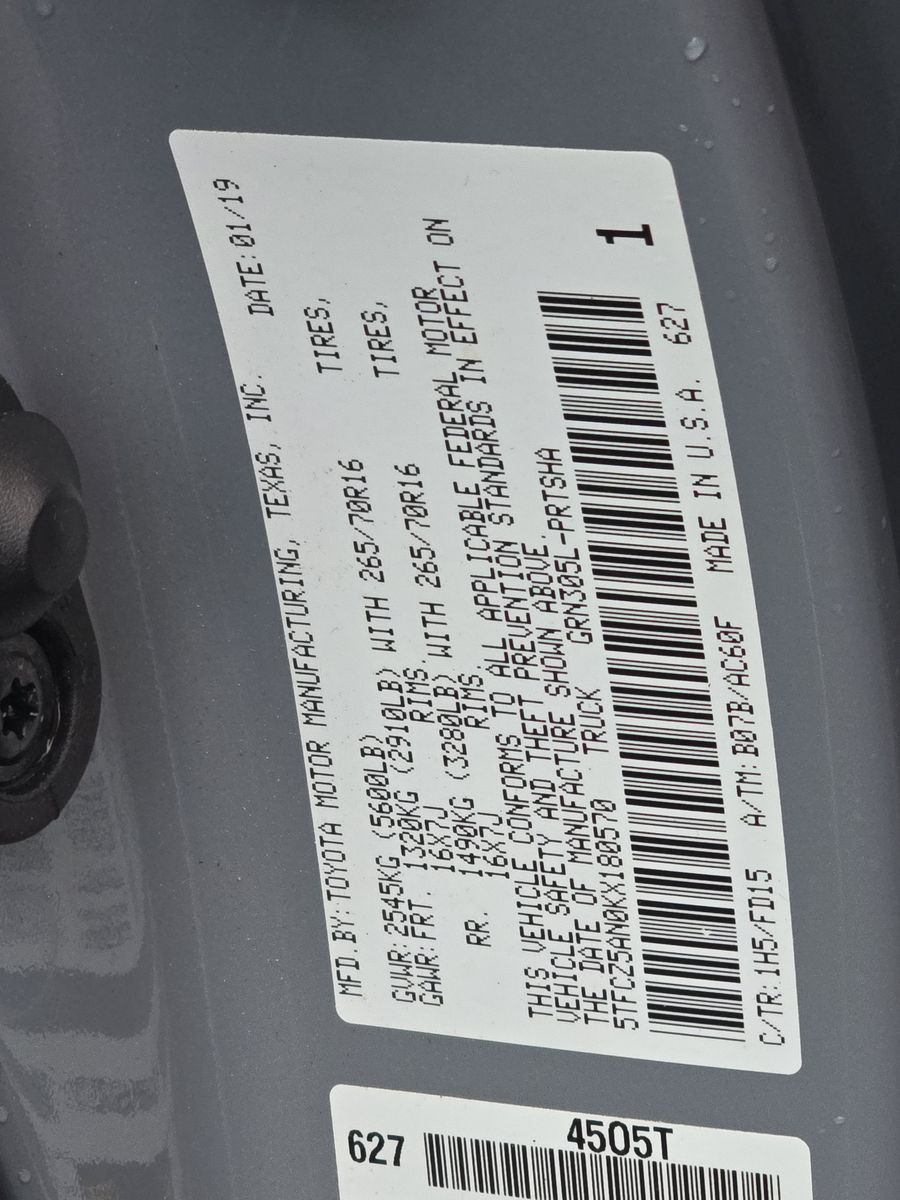 MFD.BY:TOYOTA MOTOR MANUFACTURING, TEXAS, INC. DATE:01/19
GVWR:2545KG (5600LB)
GAWR:FRT. 1320KG (2910LB) WITH 265/70R16 TIRES,
16X7J RIMS.
RR. 1490KG (3280LB) WITH 265/70R16 TIRES,
16X7J RIMS
THIS VEHICLE CONFORMS TO ALL APPLICABLE FEDERAL MOTOR
VEHICLE SAFETY AND THEFT PREVENTION STANDARDS IN EFFECT ON
THE DATE OF MANUFACTURE SHOWN ABOVE.
5TFCZ5AN0KX180570 TRUCK GRN305L-PRTSHA
1
C/TR:1H5/FD15 A/TM:B07B/AC60F MADE IN U.S.A. 627
627
4505T